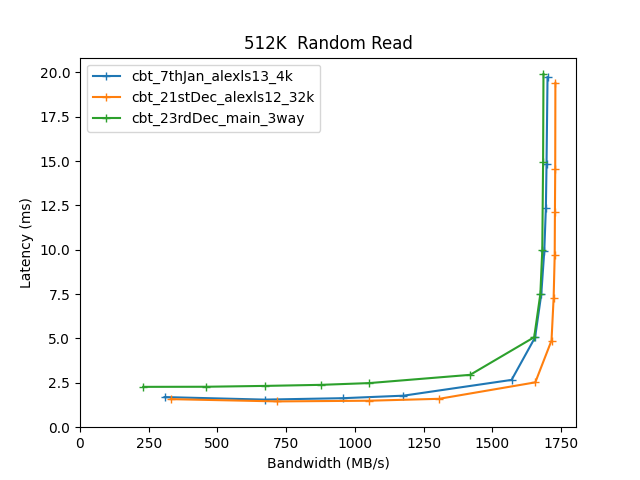 512K  Random Read
cbt_7thJan_alexls13_4k
cbt_21stDec_alexls12_32k
cbt_23rdDec_main_3way
Latency (ms)
20.0
17.5
15.0
12.5
10.0
7.5
5.0
2.5
0.0
0 250 500 750 1000 1250 1500 1750
Bandwidth (MB/s)